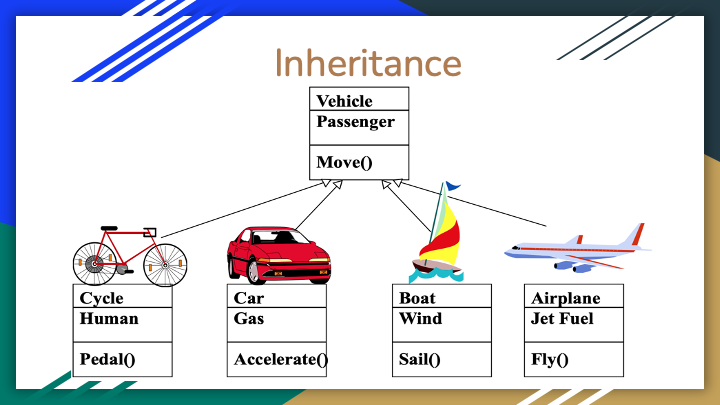 Inheritance
Vehicle
Passenger
Move()
Cycle
Human
Pedal()
Car
Gas
Accelerate()
Boat
Wind
Sail()
Airplane
Jet Fuel
Fly()